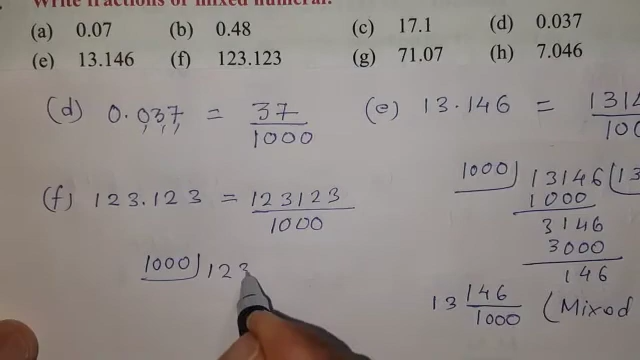 Write fractions or mixed numeral.
(a) 0.07 (b) 0.48 (c) 17.1 (d) 0.037
(e) 13.146 (f) 123.123 (g) 71.07 (h) 7.046
(d) 0.037 = 37/1000 (e) 13.146 =
(f) 123.123 = 123123/1000
1000) 13146 (13
1000
3146
3000
146
1000) 123
13 146/1000 (Mixed